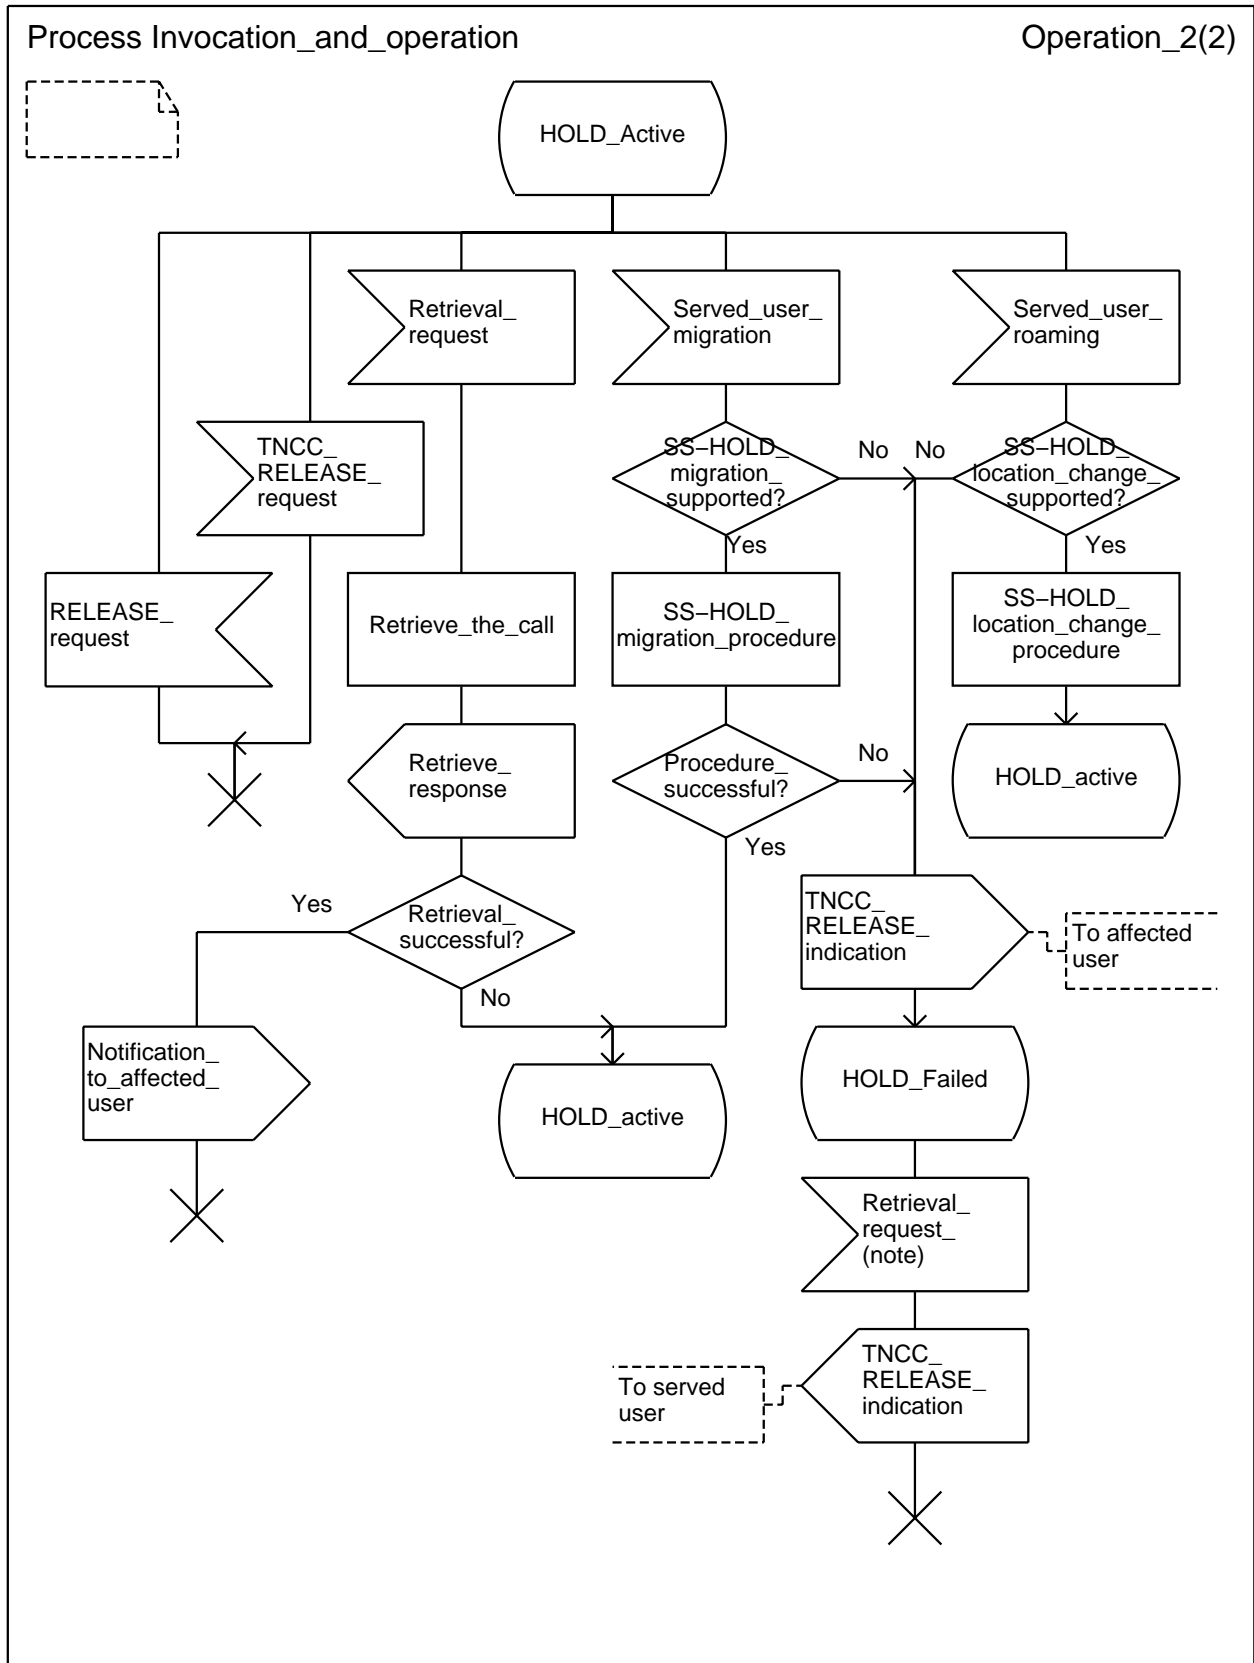 Process Invocation_and_operation
Operation_2(2)
HOLD_Active
Retrieval_
request
Served_user_
migration
Served_user_
roaming
TNCC_
RELEASE_
request
SS–HOLD_
migration_
supported?
No
No
SS–HOLD_
location_change_
supported?
Yes
Yes
RELEASE_
request
Retrieve_the_call
SS–HOLD_
migration_procedure
SS–HOLD_
location_change_
procedure
Retrieve_
response
Procedure_
successful?
No
HOLD_active
Yes
Yes
Retrieval_
successful?
No
TNCC_
RELEASE_
indication
To affected
user
Notification_
to_affected_
user
HOLD_active
HOLD_Failed
Retrieval_
request_
(note)
To served
user
TNCC_
RELEASE_
indication